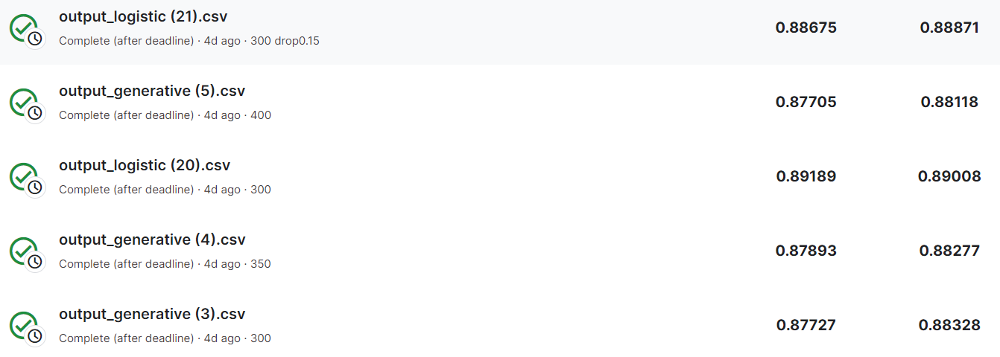 output_logistic (21).csv
0.88675 0.88871
Complete (after deadline) · 4d ago · 300 drop0.15
output_generative (5).csv
0.87705 0.88118
Complete (after deadline) · 4d ago · 400
output_logistic (20).csv
0.89189 0.89008
Complete (after deadline) · 4d ago · 300
output_generative (4).csv
0.87893 0.88277
Complete (after deadline) · 4d ago · 350
output_generative (3).csv
0.87727 0.88328
Complete (after deadline) · 4d ago · 300